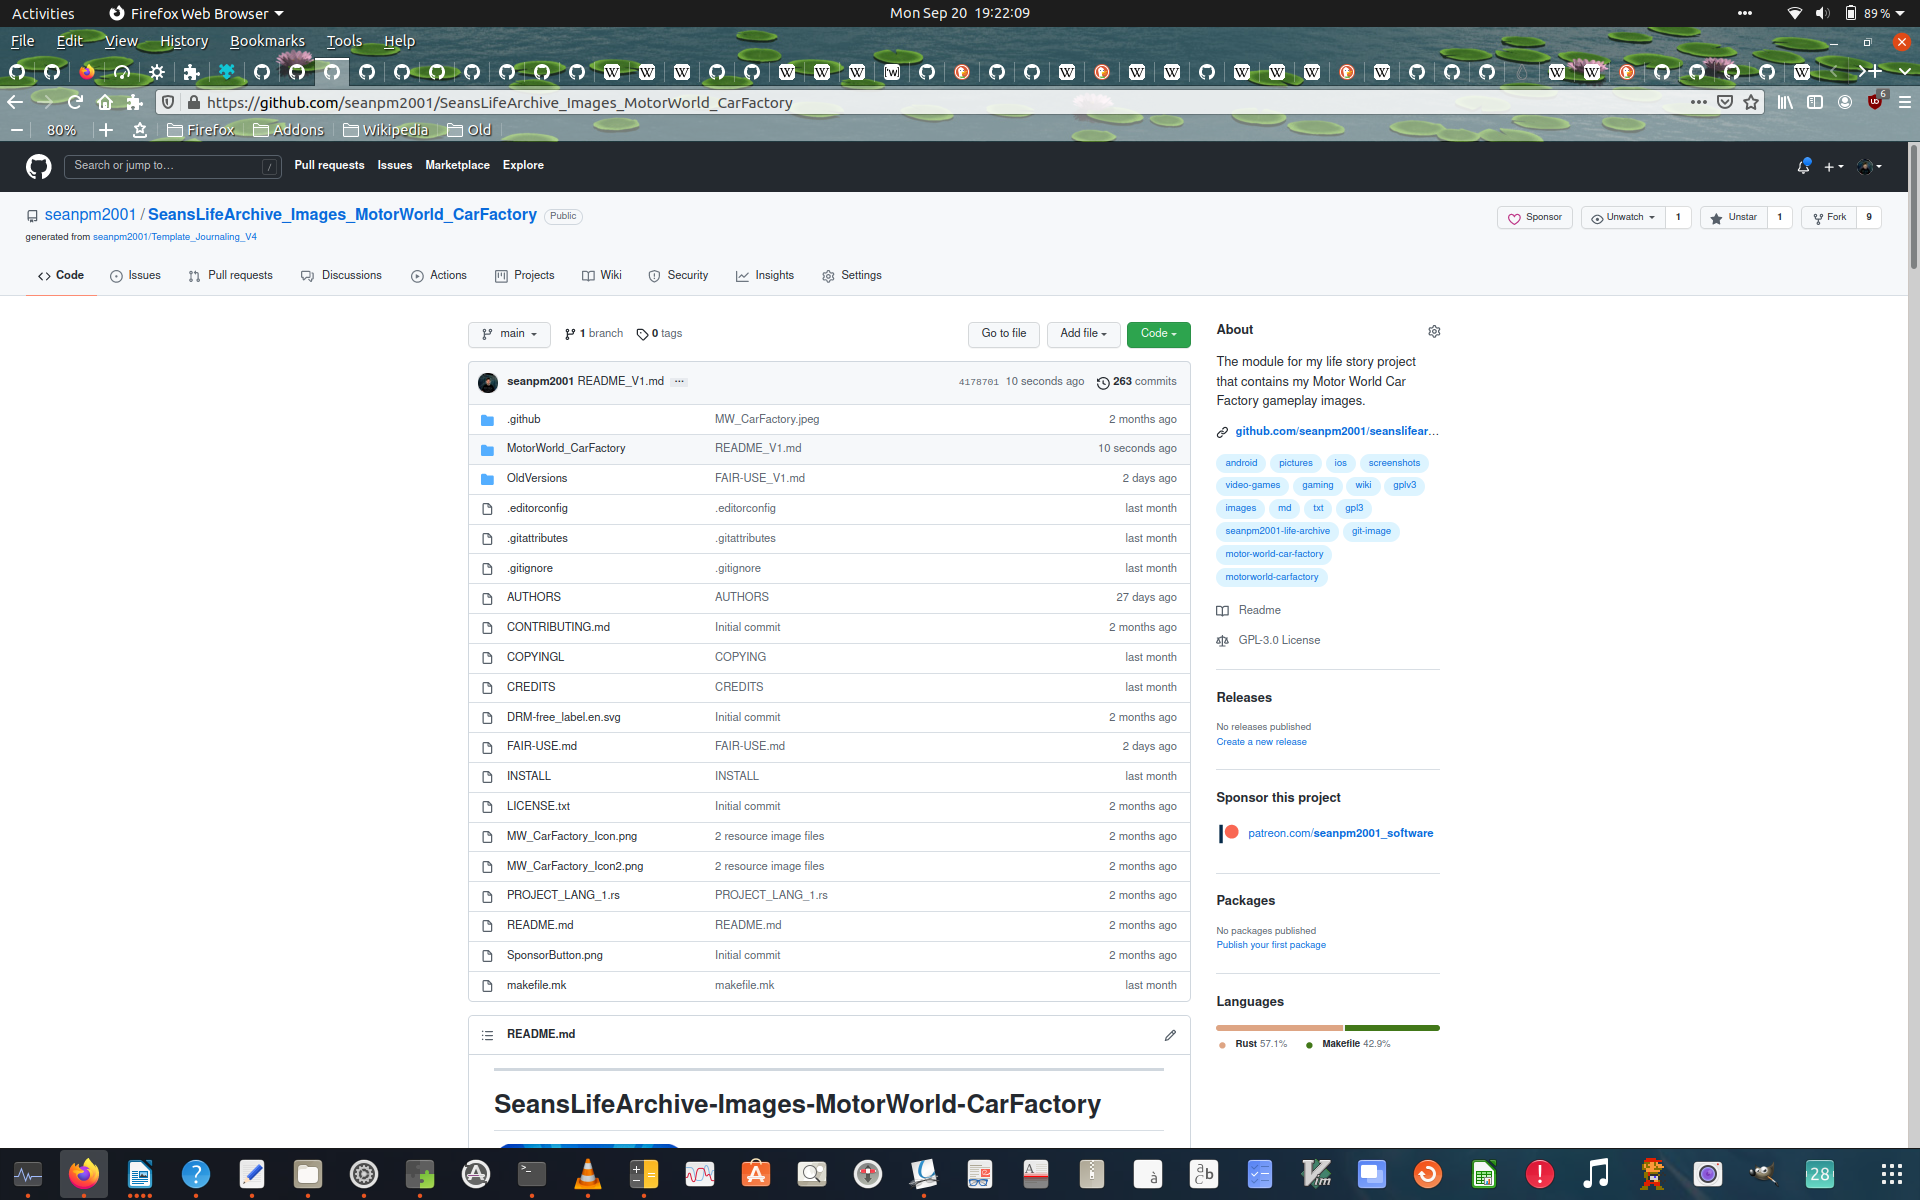 Activities
Firefox Web Browser
Mon Sep 20 19:22:09
89 %
File Edit View History Bookmarks Tools Help
https://github.com/seanpm2001/SeansLifeArchive_Images_MotorWorld_CarFactory
6
80%
Firefox Addons Wikipedia Old
Search or jump to...
/
Pull requests Issues Marketplace Explore
seanpm2001 / SeansLifeArchive_Images_MotorWorld_CarFactory Public
Sponsor Unwatch 1 Unstar 1 Fork 9
generated from seanpm2001/Template_Journaling_V4
Code Issues Pull requests Discussions Actions Projects Wiki Security Insights Settings
main 1 branch 0 tags Go to file Add file Code
seanpm2001 README_V1.md ... 4178701 10 seconds ago 263 commits
.github MW_CarFactory.jpeg 2 months ago
MotorWorld_CarFactory README_V1.md 10 seconds ago
OldVersions FAIR-USE_V1.md 2 days ago
.editorconfig .editorconfig last month
.gitattributes .gitattributes last month
.gitignore .gitignore last month
AUTHORS AUTHORS 27 days ago
CONTRIBUTING.md Initial commit 2 months ago
COPYINGL COPYING last month
CREDITS CREDITS last month
DRM-free_label.en.svg Initial commit 2 months ago
FAIR-USE.md FAIR-USE.md 2 days ago
INSTALL INSTALL last month
LICENSE.txt Initial commit 2 months ago
MW_CarFactory_Icon.png 2 resource image files 2 months ago
MW_CarFactory_Icon2.png 2 resource image files 2 months ago
PROJECT_LANG_1.rs PROJECT_LANG_1.rs 2 months ago
README.md README.md 2 months ago
SponsorButton.png Initial commit 2 months ago
makefile.mk makefile.mk last month
README.md
SeansLifeArchive-Images-MotorWorld-CarFactory
About
The module for my life story project
that contains my Motor World Car
Factory gameplay images.
github.com/seanpm2001/seanslifear...
android pictures ios screenshots
video-games gaming wiki gplv3
images md txt gpl3
seanpm2001-life-archive git-image
motor-world-car-factory
motorworld-carfactory
Readme
GPL-3.0 License
Releases
No releases published
Create a new release
Sponsor this project
patreon.com/seanpm2001_software
Packages
No packages published
Publish your first package
Languages
Rust 57.1% Makefile 42.9%
28